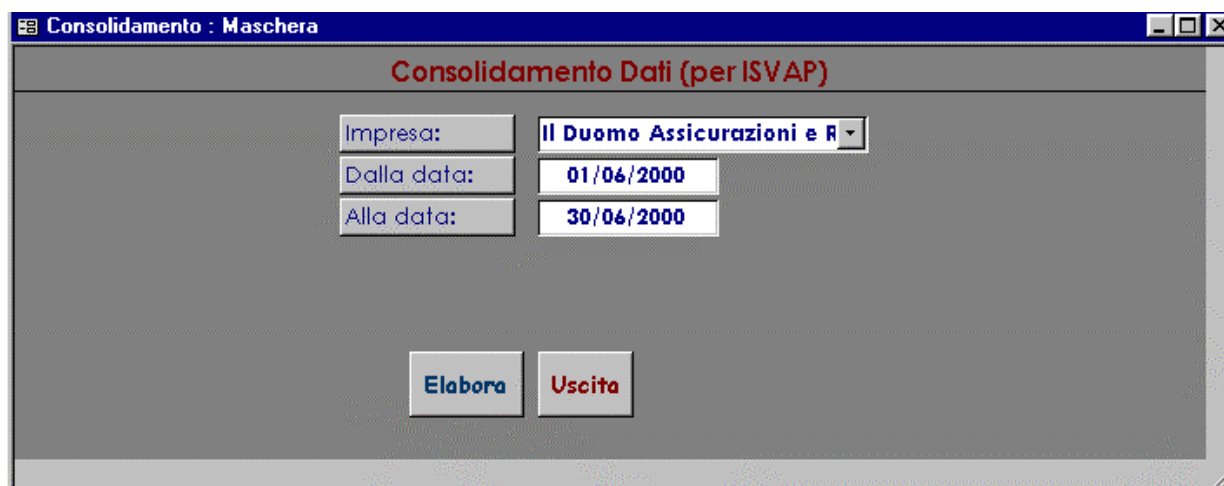 Consolidamento : Maschera
Consolidamento Dati (per ISVAP)
Impresa: Il Duomo Assicurazioni e R
Dalla data: 01/06/2000
Alla data: 30/06/2000
Elabora Uscita